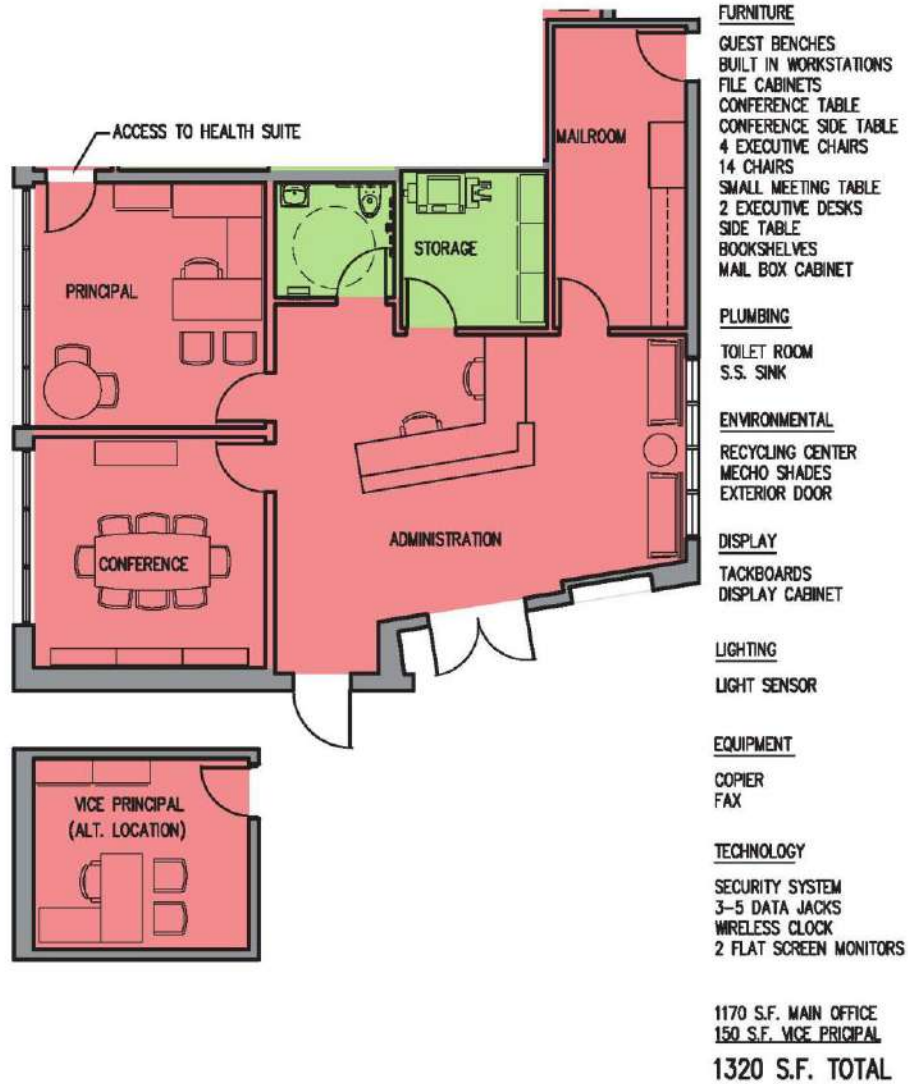 ACCESS TO HEALTH SUITE
MAILROOM
STORAGE
PRINCIPAL
CONFERENCE
ADMINISTRATION
VICE PRINCIPAL
(ALT. LOCATION)
FURNITURE
GUEST BENCHES
BUILT IN WORKSTATIONS
FILE CABINETS
CONFERENCE TABLE
CONFERENCE SIDE TABLE
4 EXECUTIVE CHAIRS
14 CHAIRS
SMALL MEETING TABLE
2 EXECUTIVE DESKS
SIDE TABLE
BOOKSHELVES
MAIL BOX CABINET
PLUMBING
TOILET ROOM
S.S. SINK
ENVIRONMENTAL
RECYCLING CENTER
MECHO SHADES
EXTERIOR DOOR
DISPLAY
TACKBOARDS
DISPLAY CABINET
LIGHTING
LIGHT SENSOR
EQUIPMENT
COPIER
FAX
TECHNOLOGY
SECURITY SYSTEM
3-5 DATA JACKS
WIRELESS CLOCK
2 FLAT SCREEN MONITORS
1170 S.F. MAIN OFFICE
150 S.F. VICE PRICIPAL
1320 S.F. TOTAL